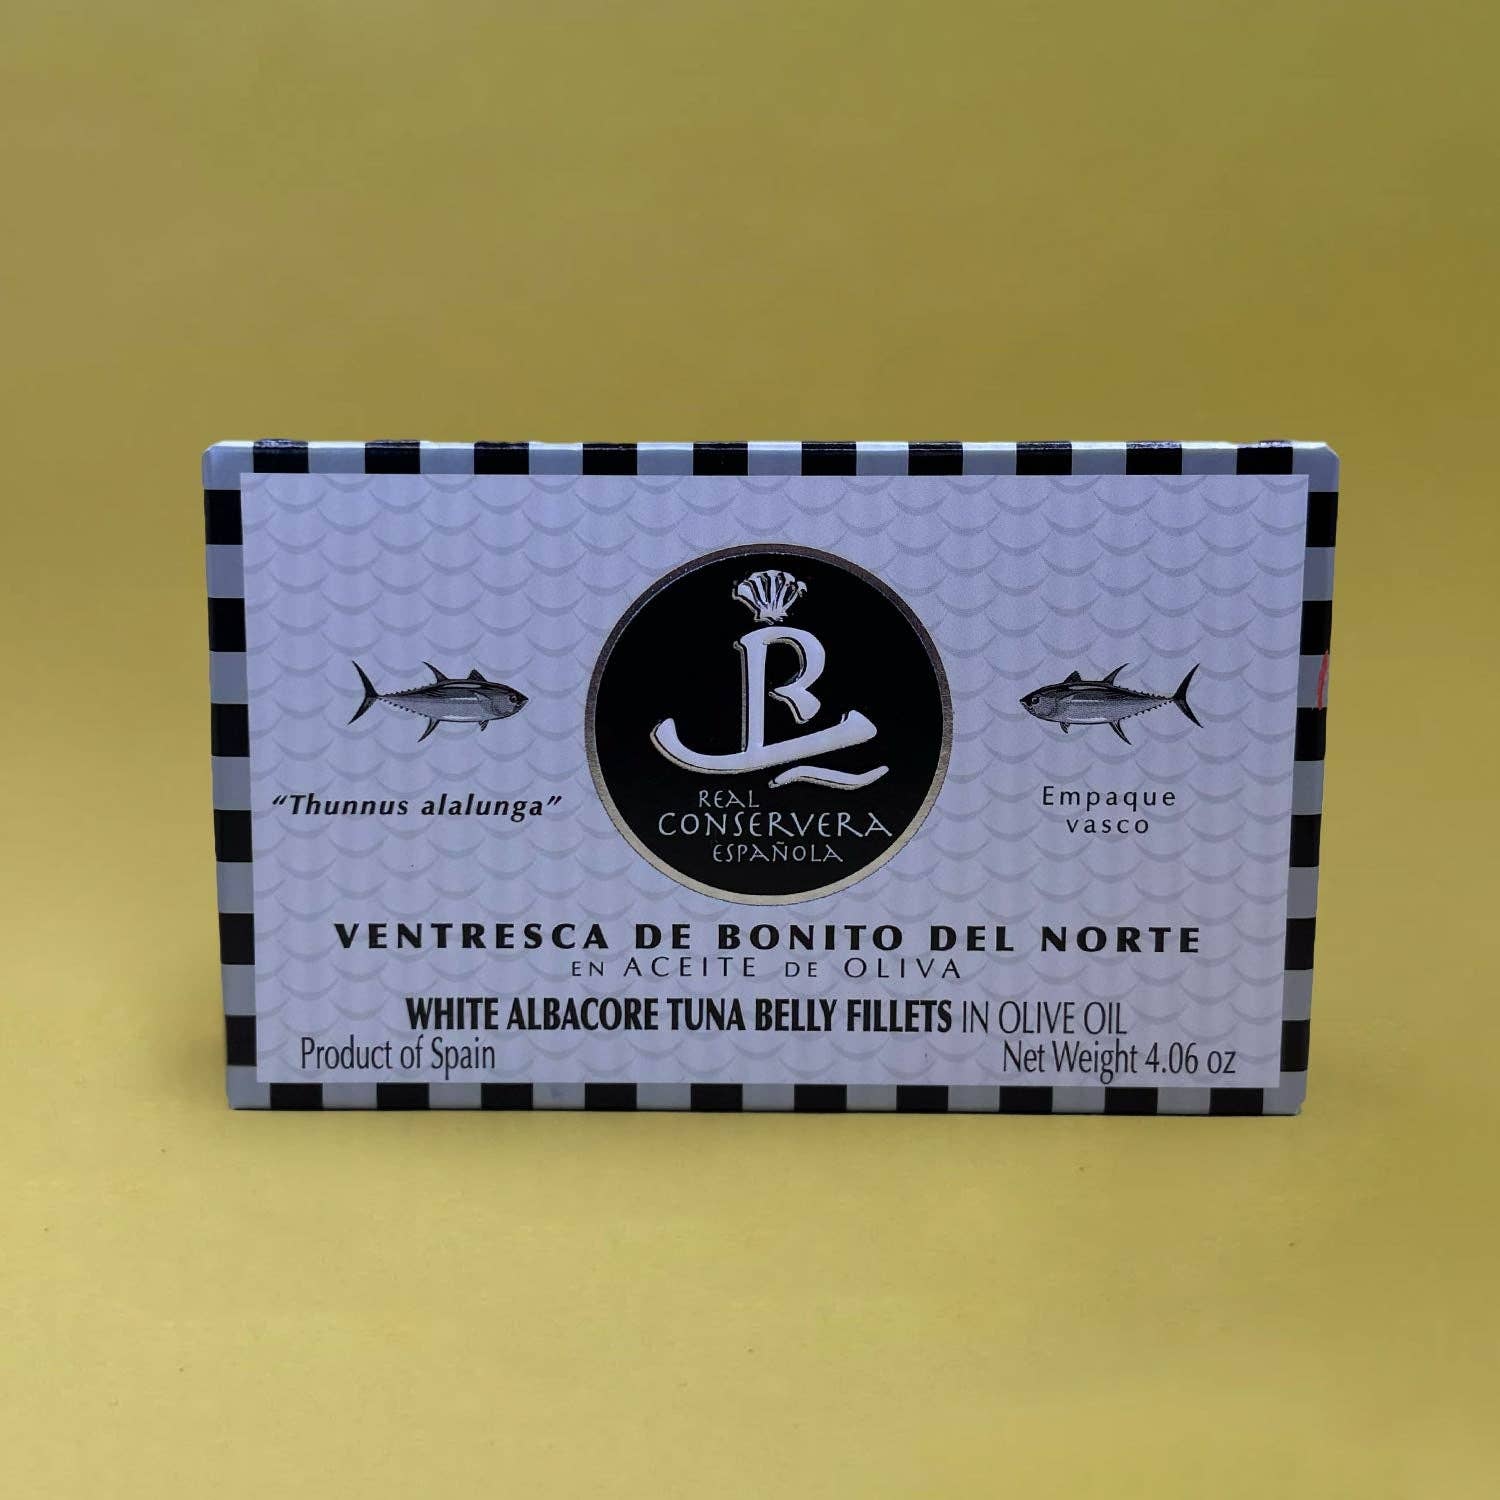 R
REAL
CONSERVERA
ESPAÑOLA
"Thunnus alalunga"
Empaque
vasco
VENTRESCA DE BONITO DEL NORTE
EN ACEITE DE OLIVA
WHITE ALBACORE TUNA BELLY FILLETS IN OLIVE OIL
Product of Spain
Net Weight 4.06 oz